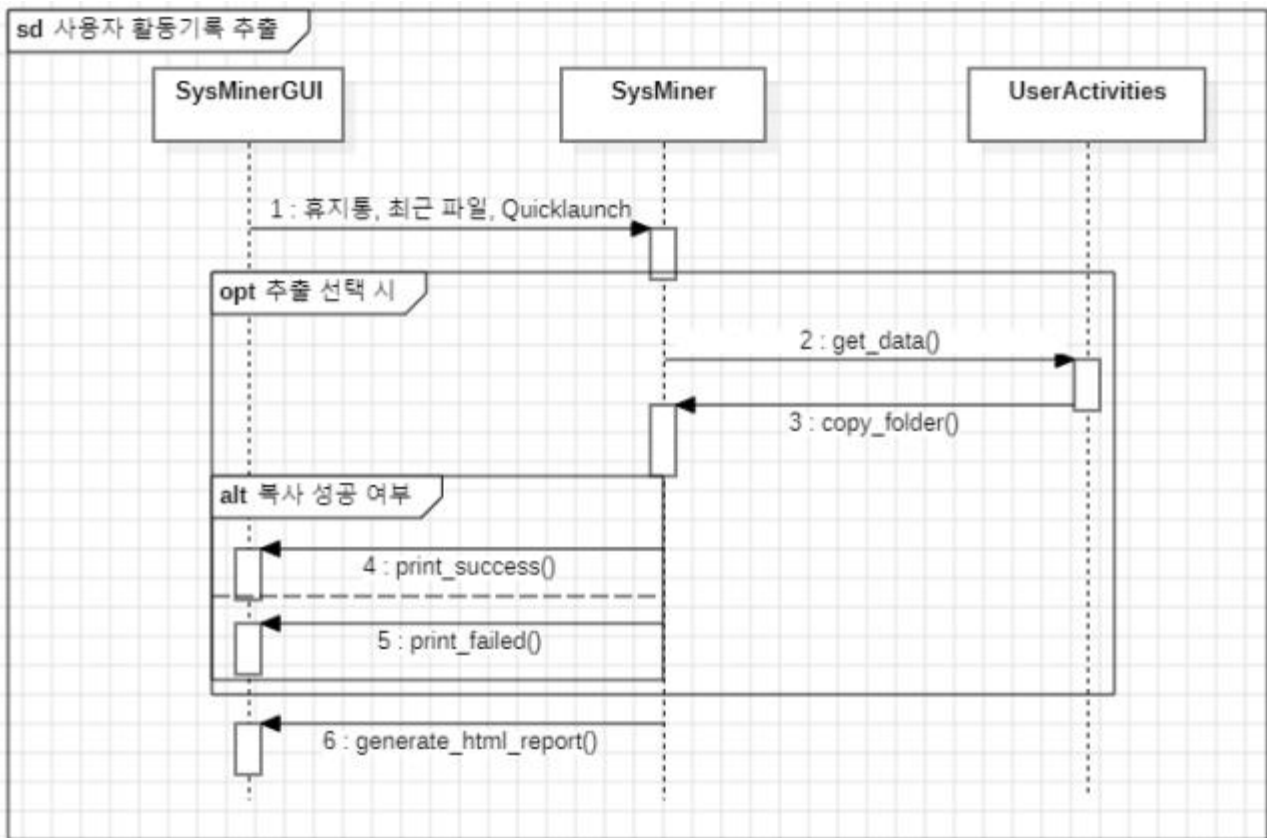 sd 사용자 활동기록 추출
SysMinerGUI
SysMiner
UserActivities
1 : 휴지통, 최근 파일, Quicklaunch
opt 추출 선택 시
2 : get_data()
3 : copy_folder()
alt 복사 성공 여부
4 : print_success()
5 : print_failed()
6 : generate_html_report()